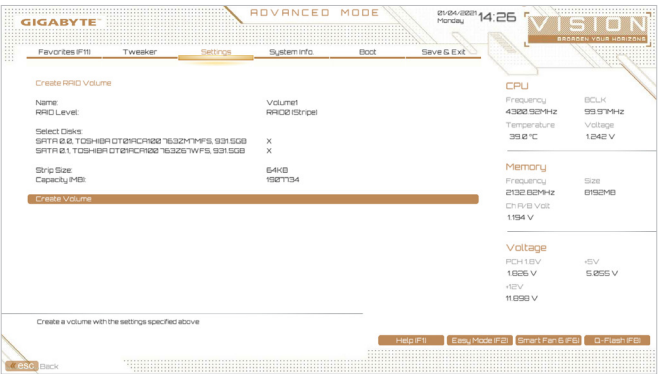 GIGABYTE
ADVANCED MODE
01/04/2021
Monday
14:26
VISION
BROADEN YOUR HORIZONS
Favorites (F11) Tweaker Settings System Info. Boot Save & Exit
Create RAID Volume
Name: Volume1
RAID Level: RAID0 (Stripe)
Select Disks:
SATA 0.0, TOSHIBA DT01ACA100 763ZM7MFS, 931.5GB X
SATA 0.1, TOSHIBA DT01ACA100 763Z67WFS, 931.5GB X
Strip Size: 64KB
Capacity (MB): 1907734
Create Volume
CPU
Frequency BCLK
4300.92MHz 99.97MHz
Temperature Voltage
39.0 °C 1.242 V
Memory
Frequency Size
2132.82MHz 8192MB
Ch A/B Volt
1.194 V
Voltage
PCH 1.8V +5V
1.826 V 5.055 V
+12V
11.898 V
Create a volume with the settings specified above
Help (F1) Easy Mode (F2) Smart Fan 6 (F6) Q-Flash (F8)
esc Back